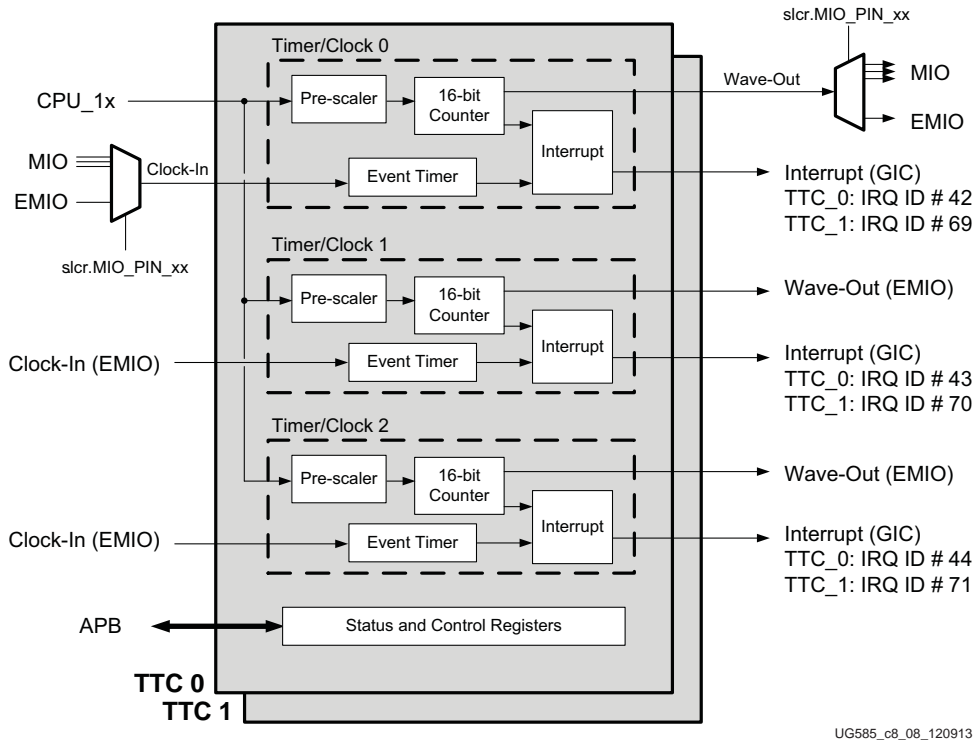 slcr.MIO_PIN_xx
Timer/Clock 0
CPU_1x
Pre-scaler
16-bit
Counter
Wave-Out
MIO
EMIO
MIO
EMIO
Clock-In
slcr.MIO_PIN_xx
Event Timer
Interrupt
Interrupt (GIC)
TTC_0: IRQ ID # 42
TTC_1: IRQ ID # 69
Timer/Clock 1
Pre-scaler
16-bit
Counter
Wave-Out (EMIO)
Clock-In (EMIO)
Event Timer
Interrupt
Interrupt (GIC)
TTC_0: IRQ ID # 43
TTC_1: IRQ ID # 70
Timer/Clock 2
Pre-scaler
16-bit
Counter
Wave-Out (EMIO)
Clock-In (EMIO)
Event Timer
Interrupt
Interrupt (GIC)
TTC_0: IRQ ID # 44
TTC_1: IRQ ID # 71
APB
Status and Control Registers
TTC 0
TTC 1
UG585_c8_08_120913